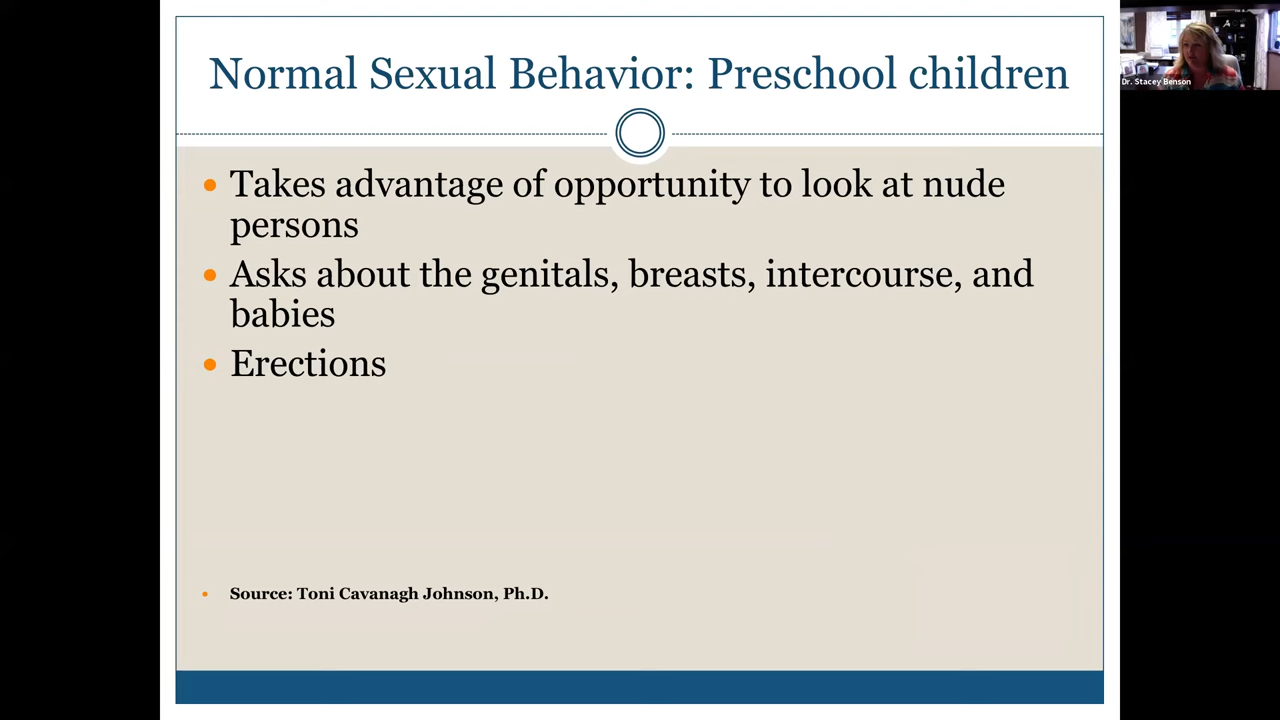 Normal Sexual Behavior: Preschool children
Dr. Stacey Benson
• Takes advantage of opportunity to look at nude
persons
• Asks about the genitals, breasts, intercourse, and
babies
• Erections
• Source: Toni Cavanagh Johnson, Ph.D.